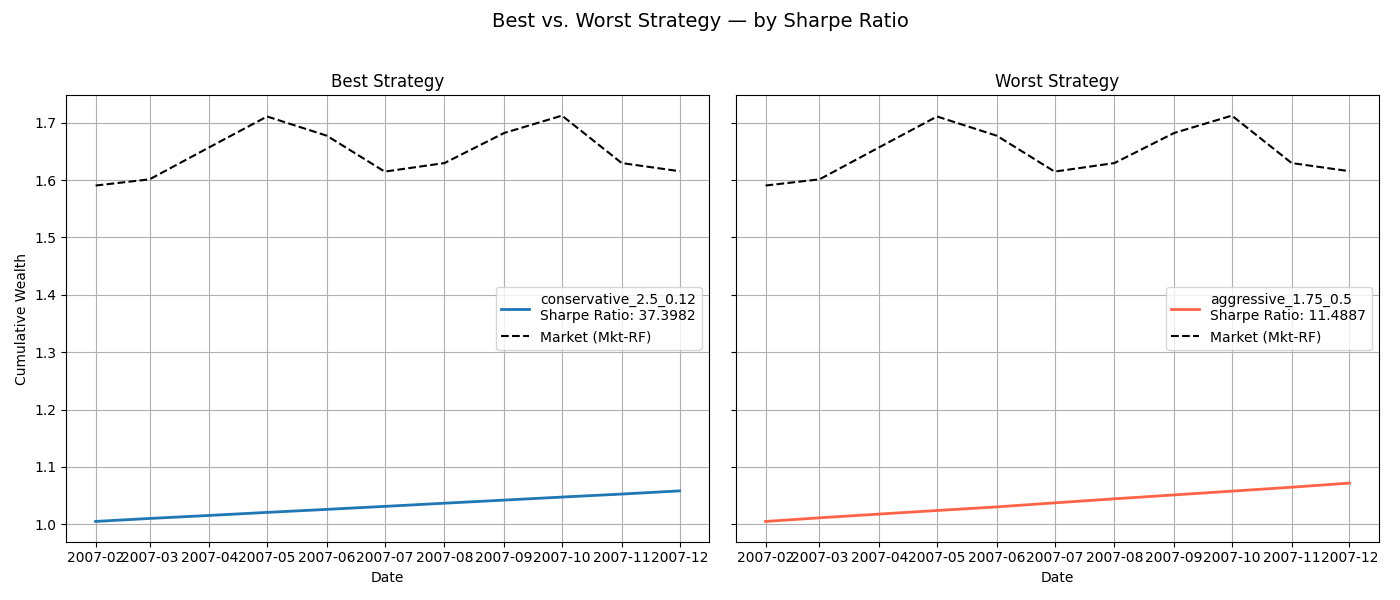 Best vs. Worst Strategy — by Sharpe Ratio
Best Strategy
Cumulative Wealth
1.7
1.6
1.5
1.4
1.3
1.2
1.1
1.0
conservative_2.5_0.12
Sharpe Ratio: 37.3982
Market (Mkt-RF)
2007-02 2007-03 2007-04 2007-05 2007-06 2007-07 2007-08 2007-09 2007-10 2007-11 2007-12
Date
Worst Strategy
aggressive_1.75_0.5
Sharpe Ratio: 11.4887
Market (Mkt-RF)
2007-02 2007-03 2007-04 2007-05 2007-06 2007-07 2007-08 2007-09 2007-10 2007-11 2007-12
Date